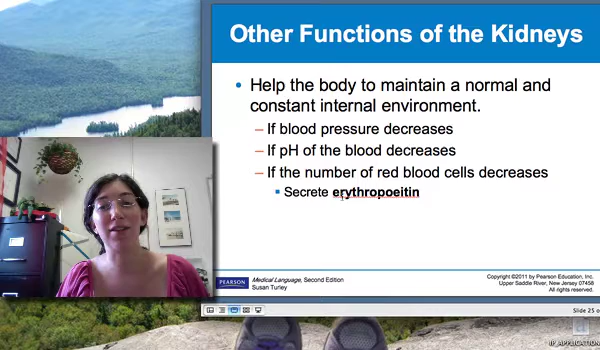 Other Functions of the Kidneys
• Help the body to maintain a normal and
constant internal environment.
– If blood pressure decreases
– If pH of the blood decreases
– If the number of red blood cells decreases
▪ Secrete erythropoeitin
PEARSON
Medical Language, Second Edition
Susan Turley
Copyright ©2011 by Pearson Education, Inc.
Upper Saddle River, New Jersey 07458
All rights reserved.
Slide 25 o
IP_APPLICATION